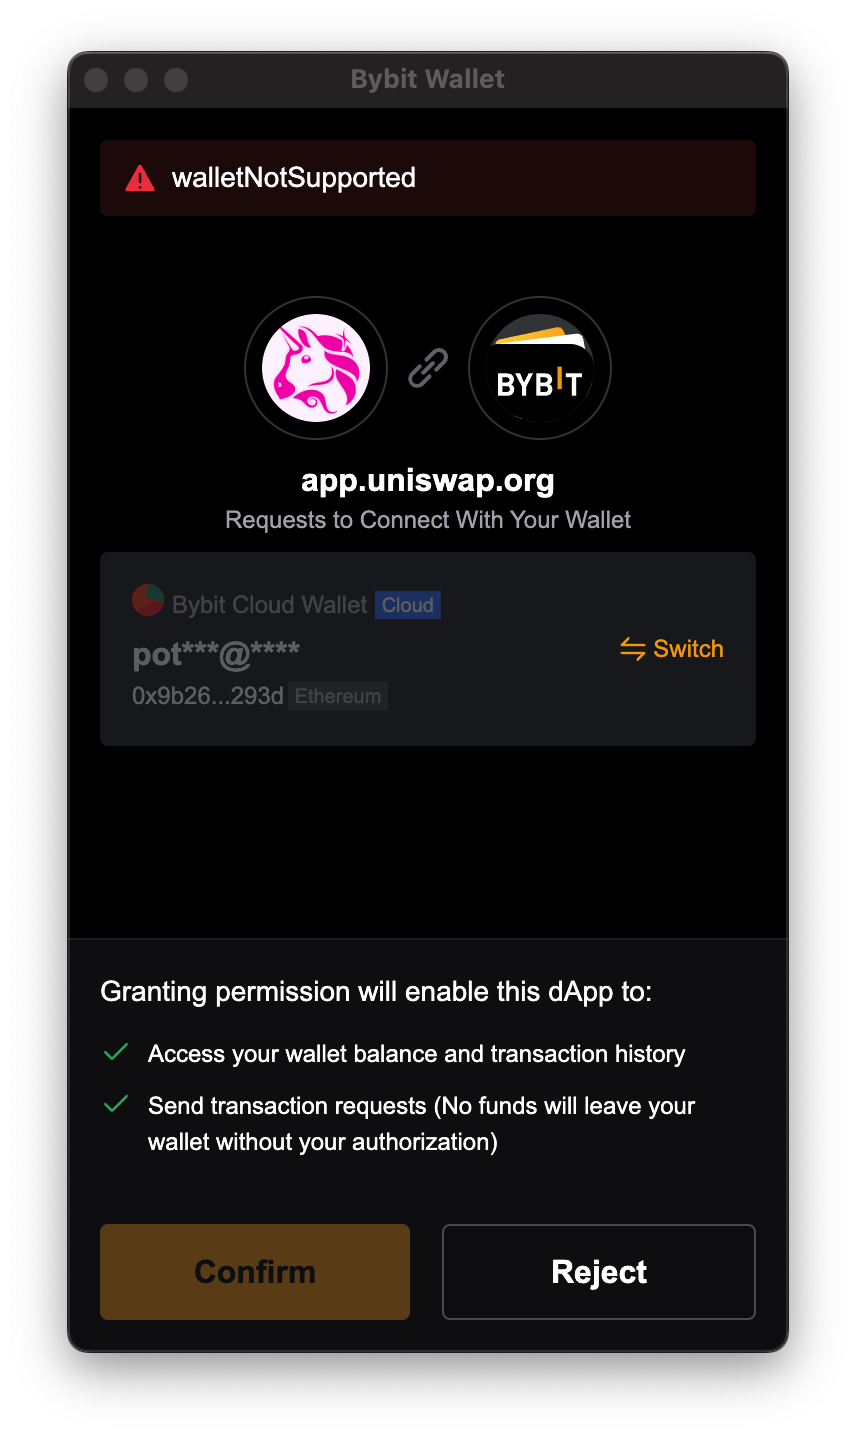 Bybit Wallet
walletNotSupported
BYBIT
app.uniswap.org
Requests to Connect With Your Wallet
Bybit Cloud Wallet Cloud
pot***@****
Switch
0x9b26...293d Ethereum
Granting permission will enable this dApp to:
Access your wallet balance and transaction history
Send transaction requests (No funds will leave your
wallet without your authorization)
Confirm
Reject